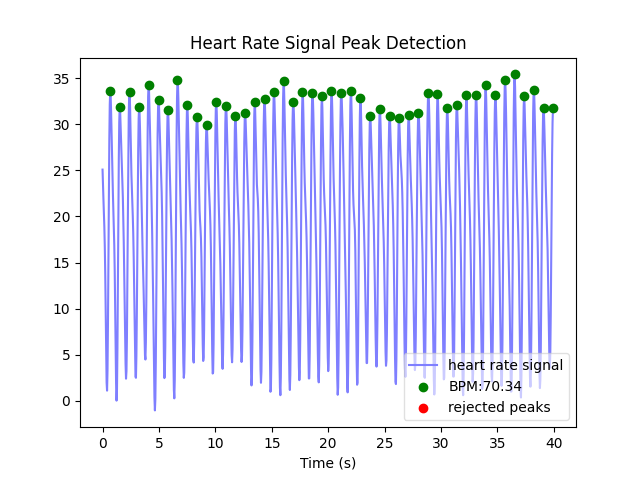 Heart Rate Signal Peak Detection
35
30
25
20
15
10
5
0
heart rate signal
BPM:70.34
rejected peaks
0 5 10 15 20 25 30 35 40
Time (s)